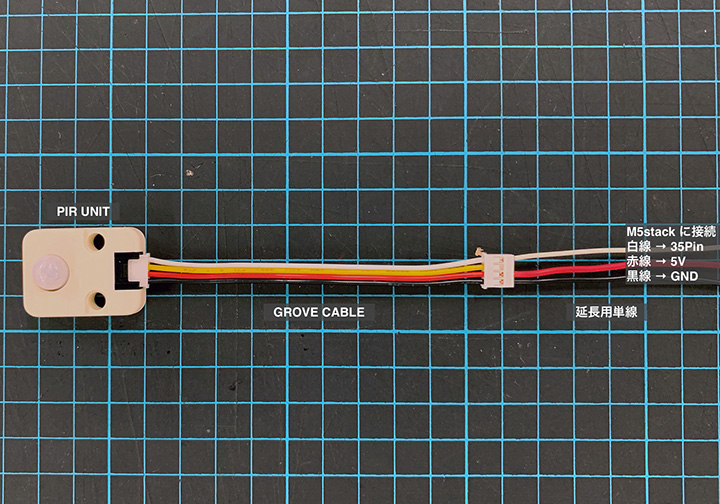 PIR UNIT
M5stack に接続
白線 → 35Pin
赤線 → 5V
黒線 → GND
GROVE CABLE
延長用単線